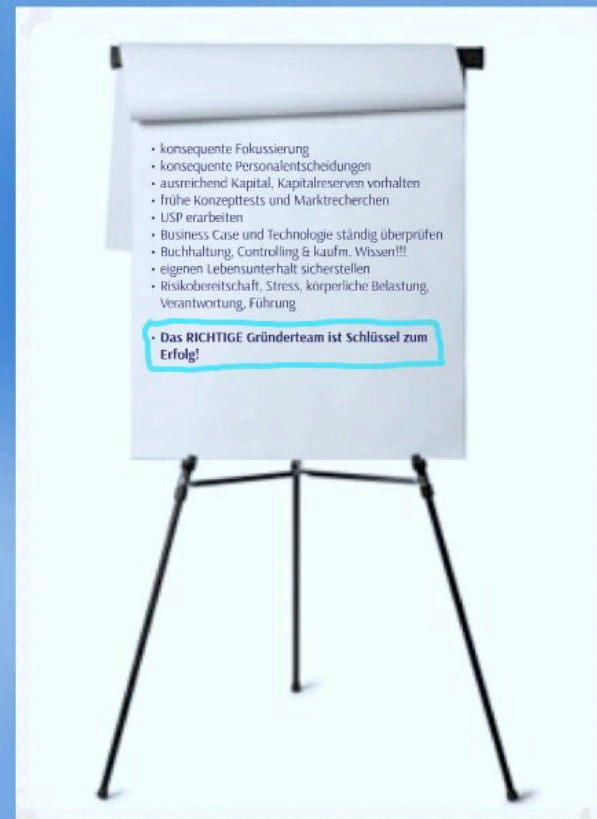 • konsequente Fokussierung
• konsequente Personalentscheidungen
• ausreichend Kapital, Kapitalreserven vorhalten
• frühe Konzepttests und Marktrecherchen
• USP erarbeiten
• Business Case und Technologie ständig überprüfen
• Buchhaltung, Controlling & kaufm. Wissen!!!
• eigenen Lebensunterhalt sicherstellen
• Risikobereitschaft, Stress, körperliche Belastung,
Verantwortung, Führung
• Das RICHTIGE Gründerteam ist Schlüssel zum
Erfolg!